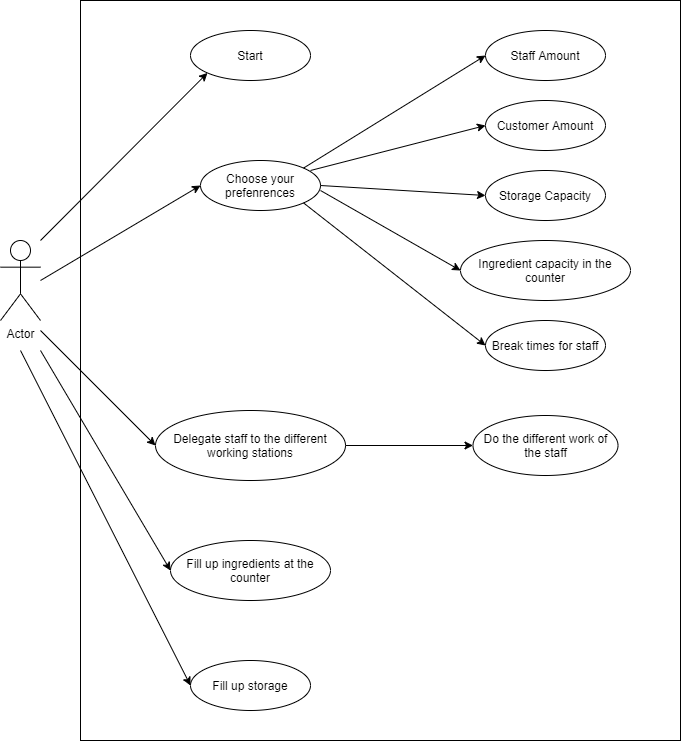 Start
Staff Amount
Customer Amount
Choose your
prefenrences
Storage Capacity
Ingredient capacity in the
counter
Actor
Break times for staff
Delegate staff to the different
working stations
Do the different work of
the staff
Fill up ingredients at the
counter
Fill up storage